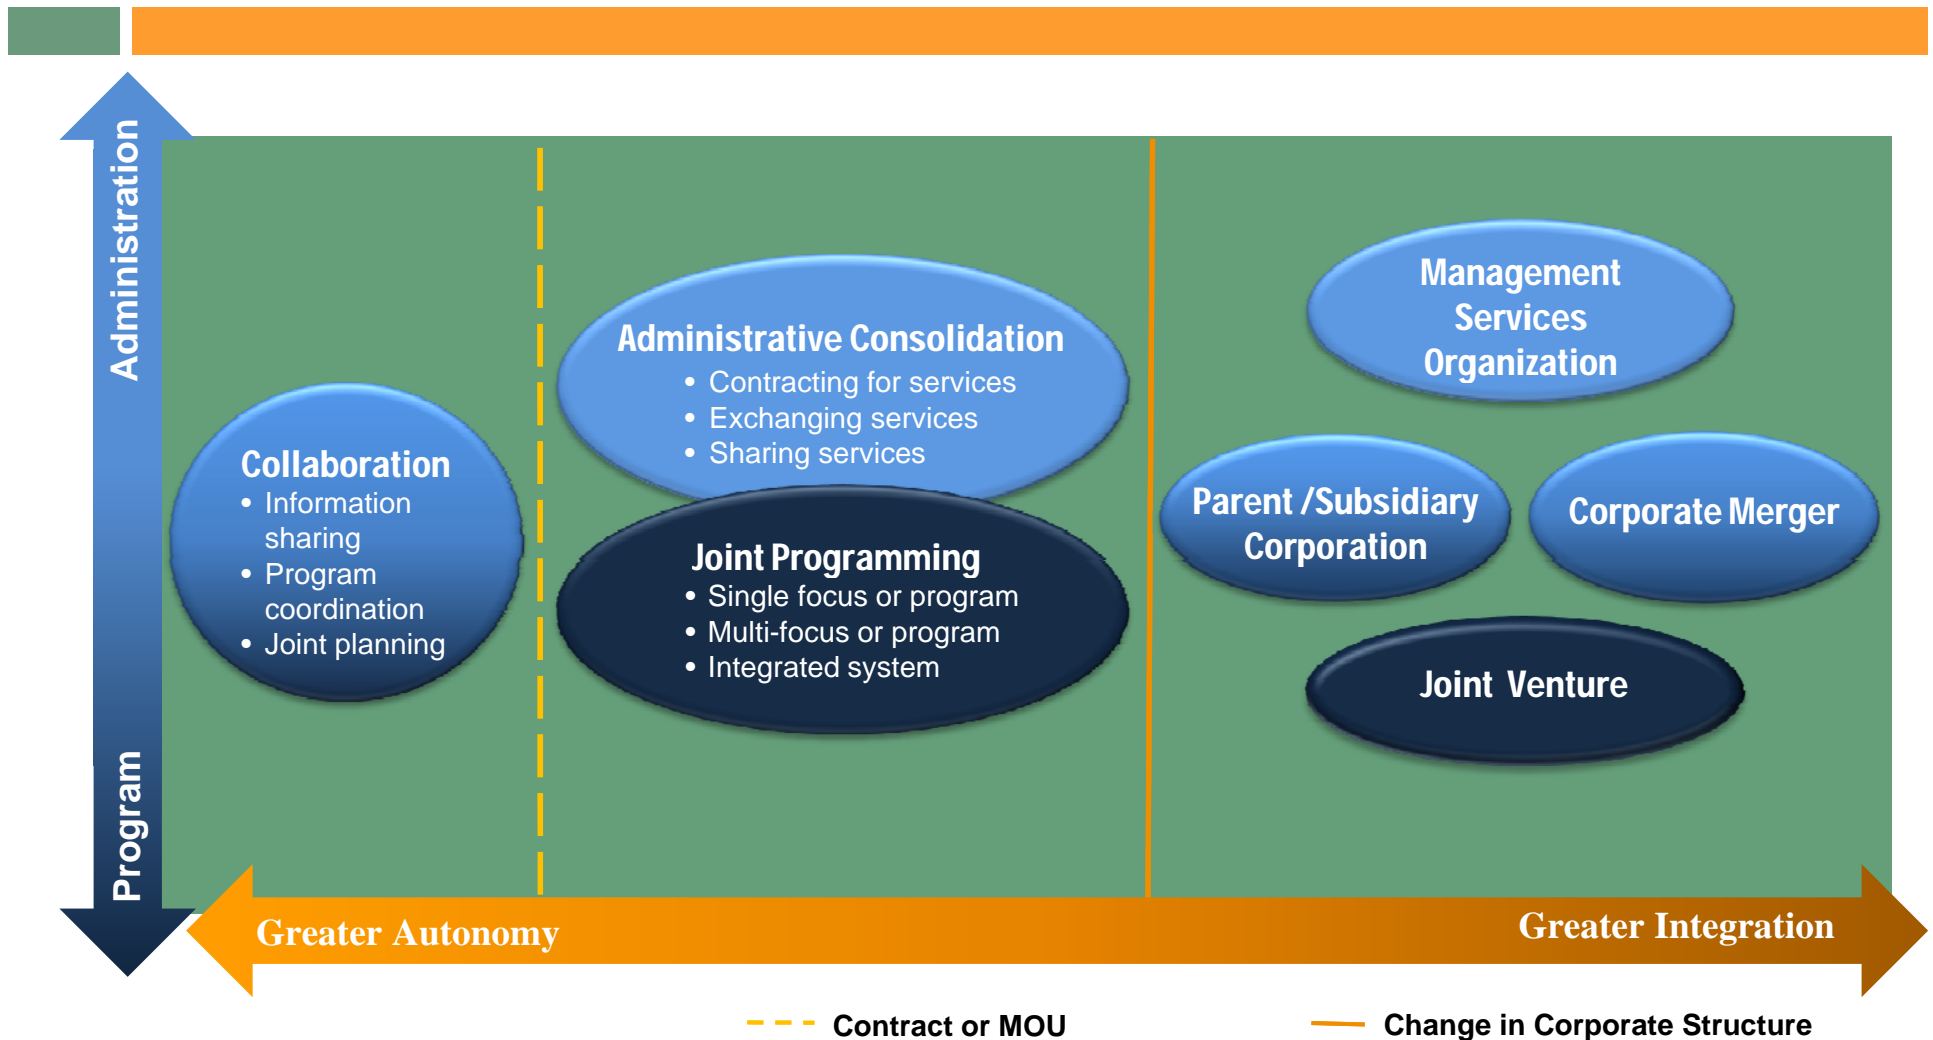 Administration
Program
Collaboration
• Information
sharing
• Program
coordination
• Joint planning
Administrative Consolidation
• Contracting for services
• Exchanging services
• Sharing services
Joint Programming
• Single focus or program
• Multi-focus or program
• Integrated system
Management
Services
Organization
Parent /Subsidiary
Corporation
Corporate Merger
Joint Venture
Greater Autonomy
Greater Integration
Contract or MOU
Change in Corporate Structure